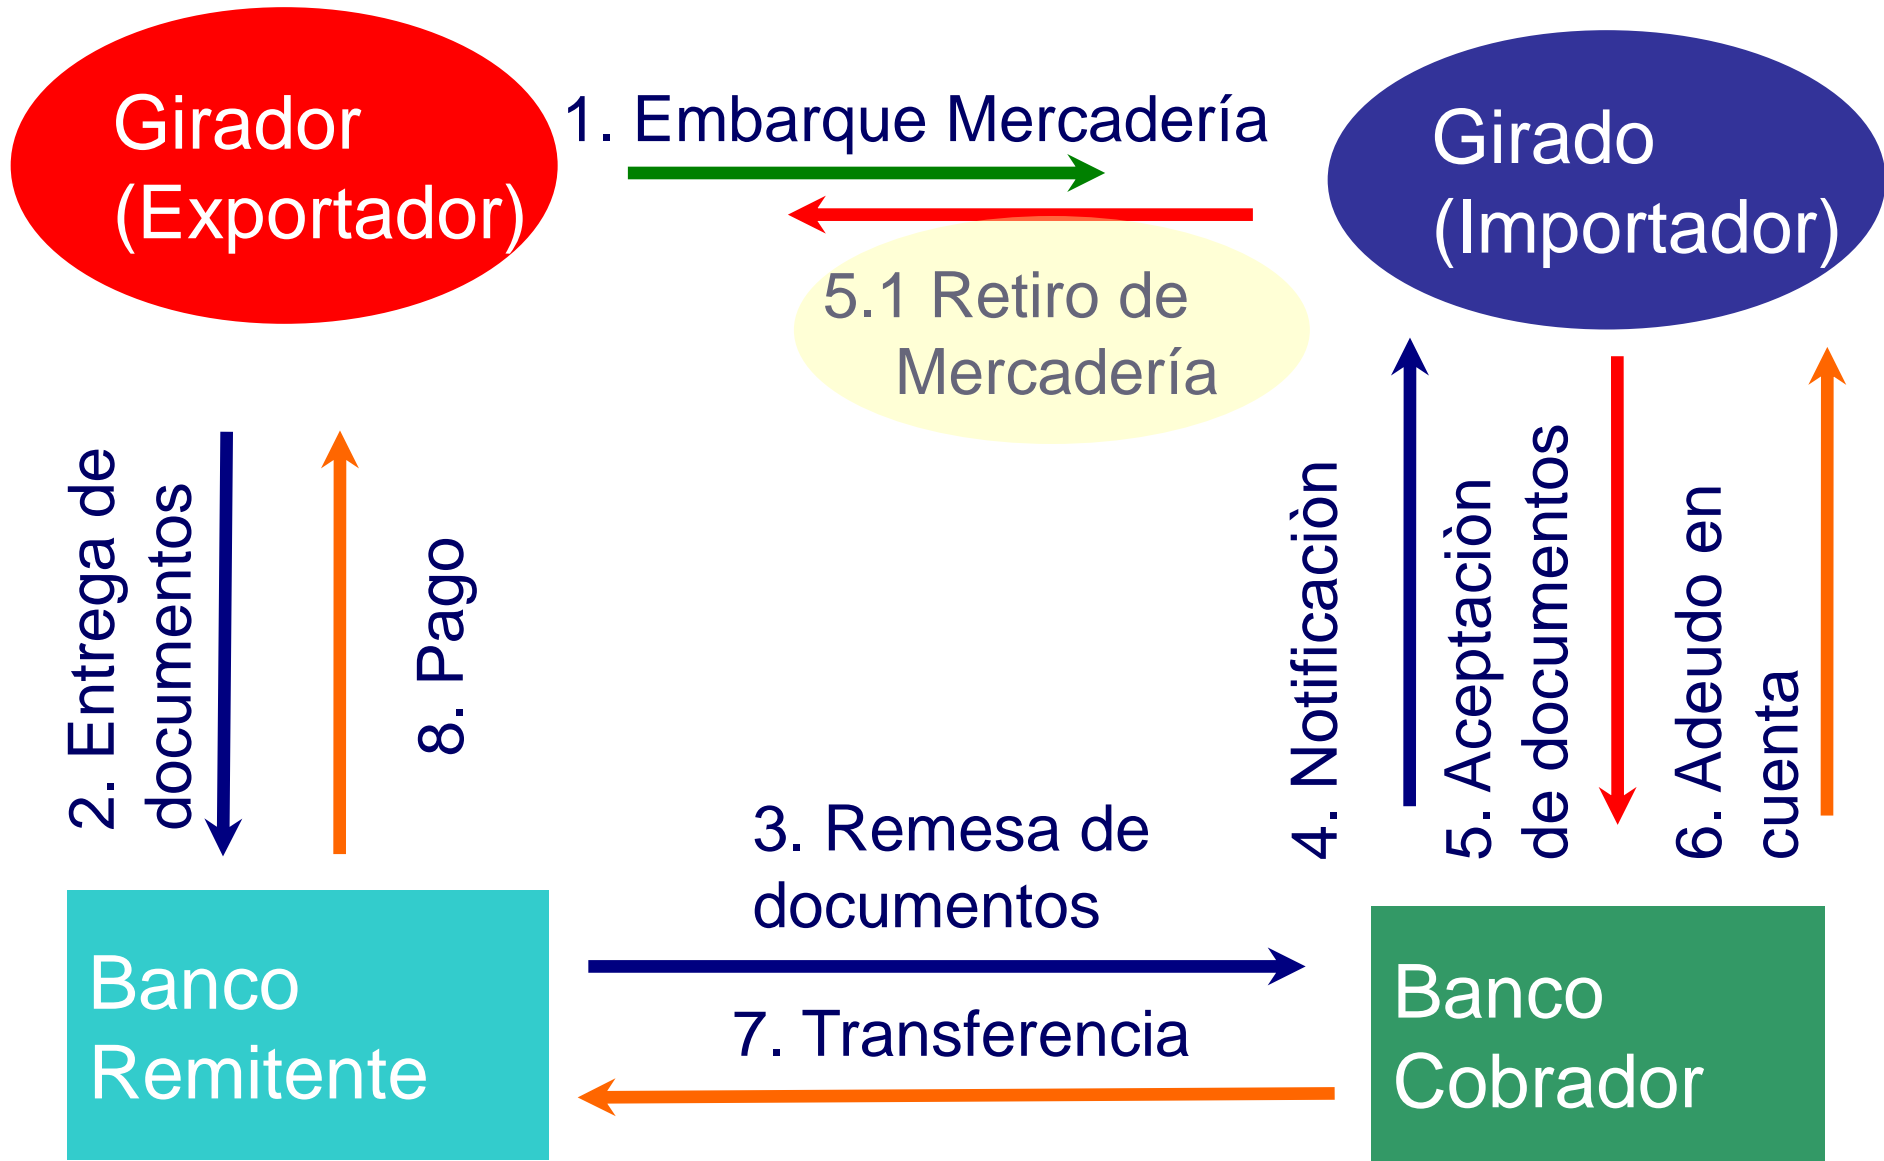 Girador
(Exportador)
1. Embarque Mercadería
Girado
(Importador)
5.1 Retiro de
Mercadería
2. Entrega de
documentos
8. Pago
4. Notificaciòn
5. Aceptaciòn
de documentos
6. Adeudo en
cuenta
3. Remesa de
documentos
7. Transferencia
Banco
Remitente
Banco
Cobrador